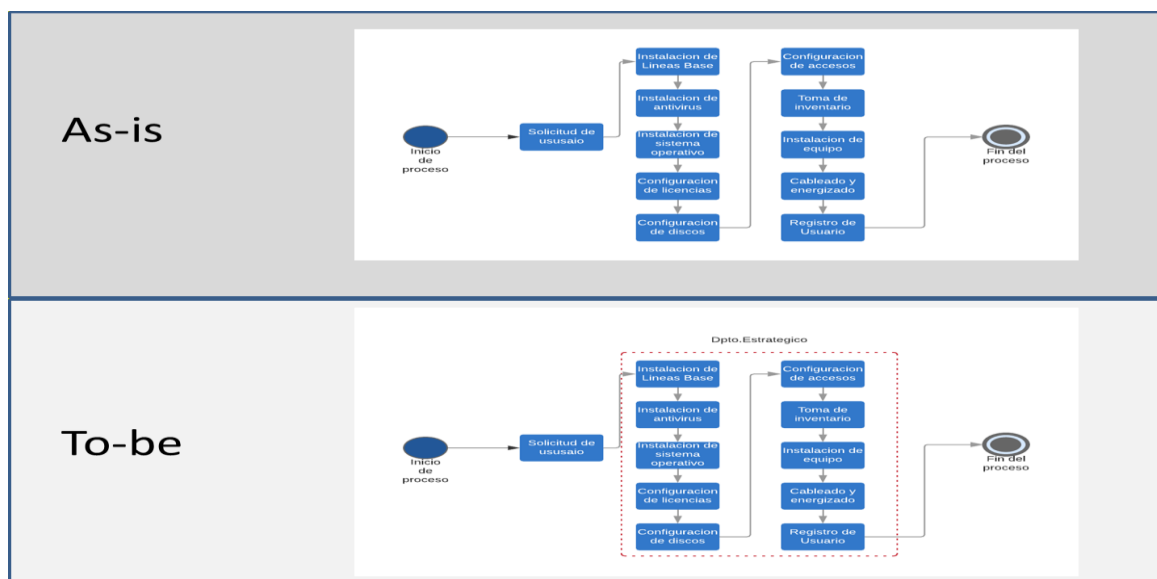 As-is
Inicio
de
proceso
Solicitud de
ususaio
Instalacion de
Lineas Base
Instalacion de
antivirus
Instalacion de
sistema
operativo
Configuracion
de licencias
Configuracion
de discos
Configuracion
de accesos
Toma de
inventario
Instalacion de
equipo
Cableado y
energizado
Registro de
Usuario
Fin del
proceso
To-be
Inicio
de
proceso
Solicitud de
ususaio
Dpto.Estrategico
Instalacion de
Lineas Base
Instalacion de
antivirus
Instalacion de
sistema
operativo
Configuracion
de licencias
Configuracion
de discos
Configuracion
de accesos
Toma de
inventario
Instalacion de
equipo
Cableado y
energizado
Registro de
Usuario
Fin del
proceso